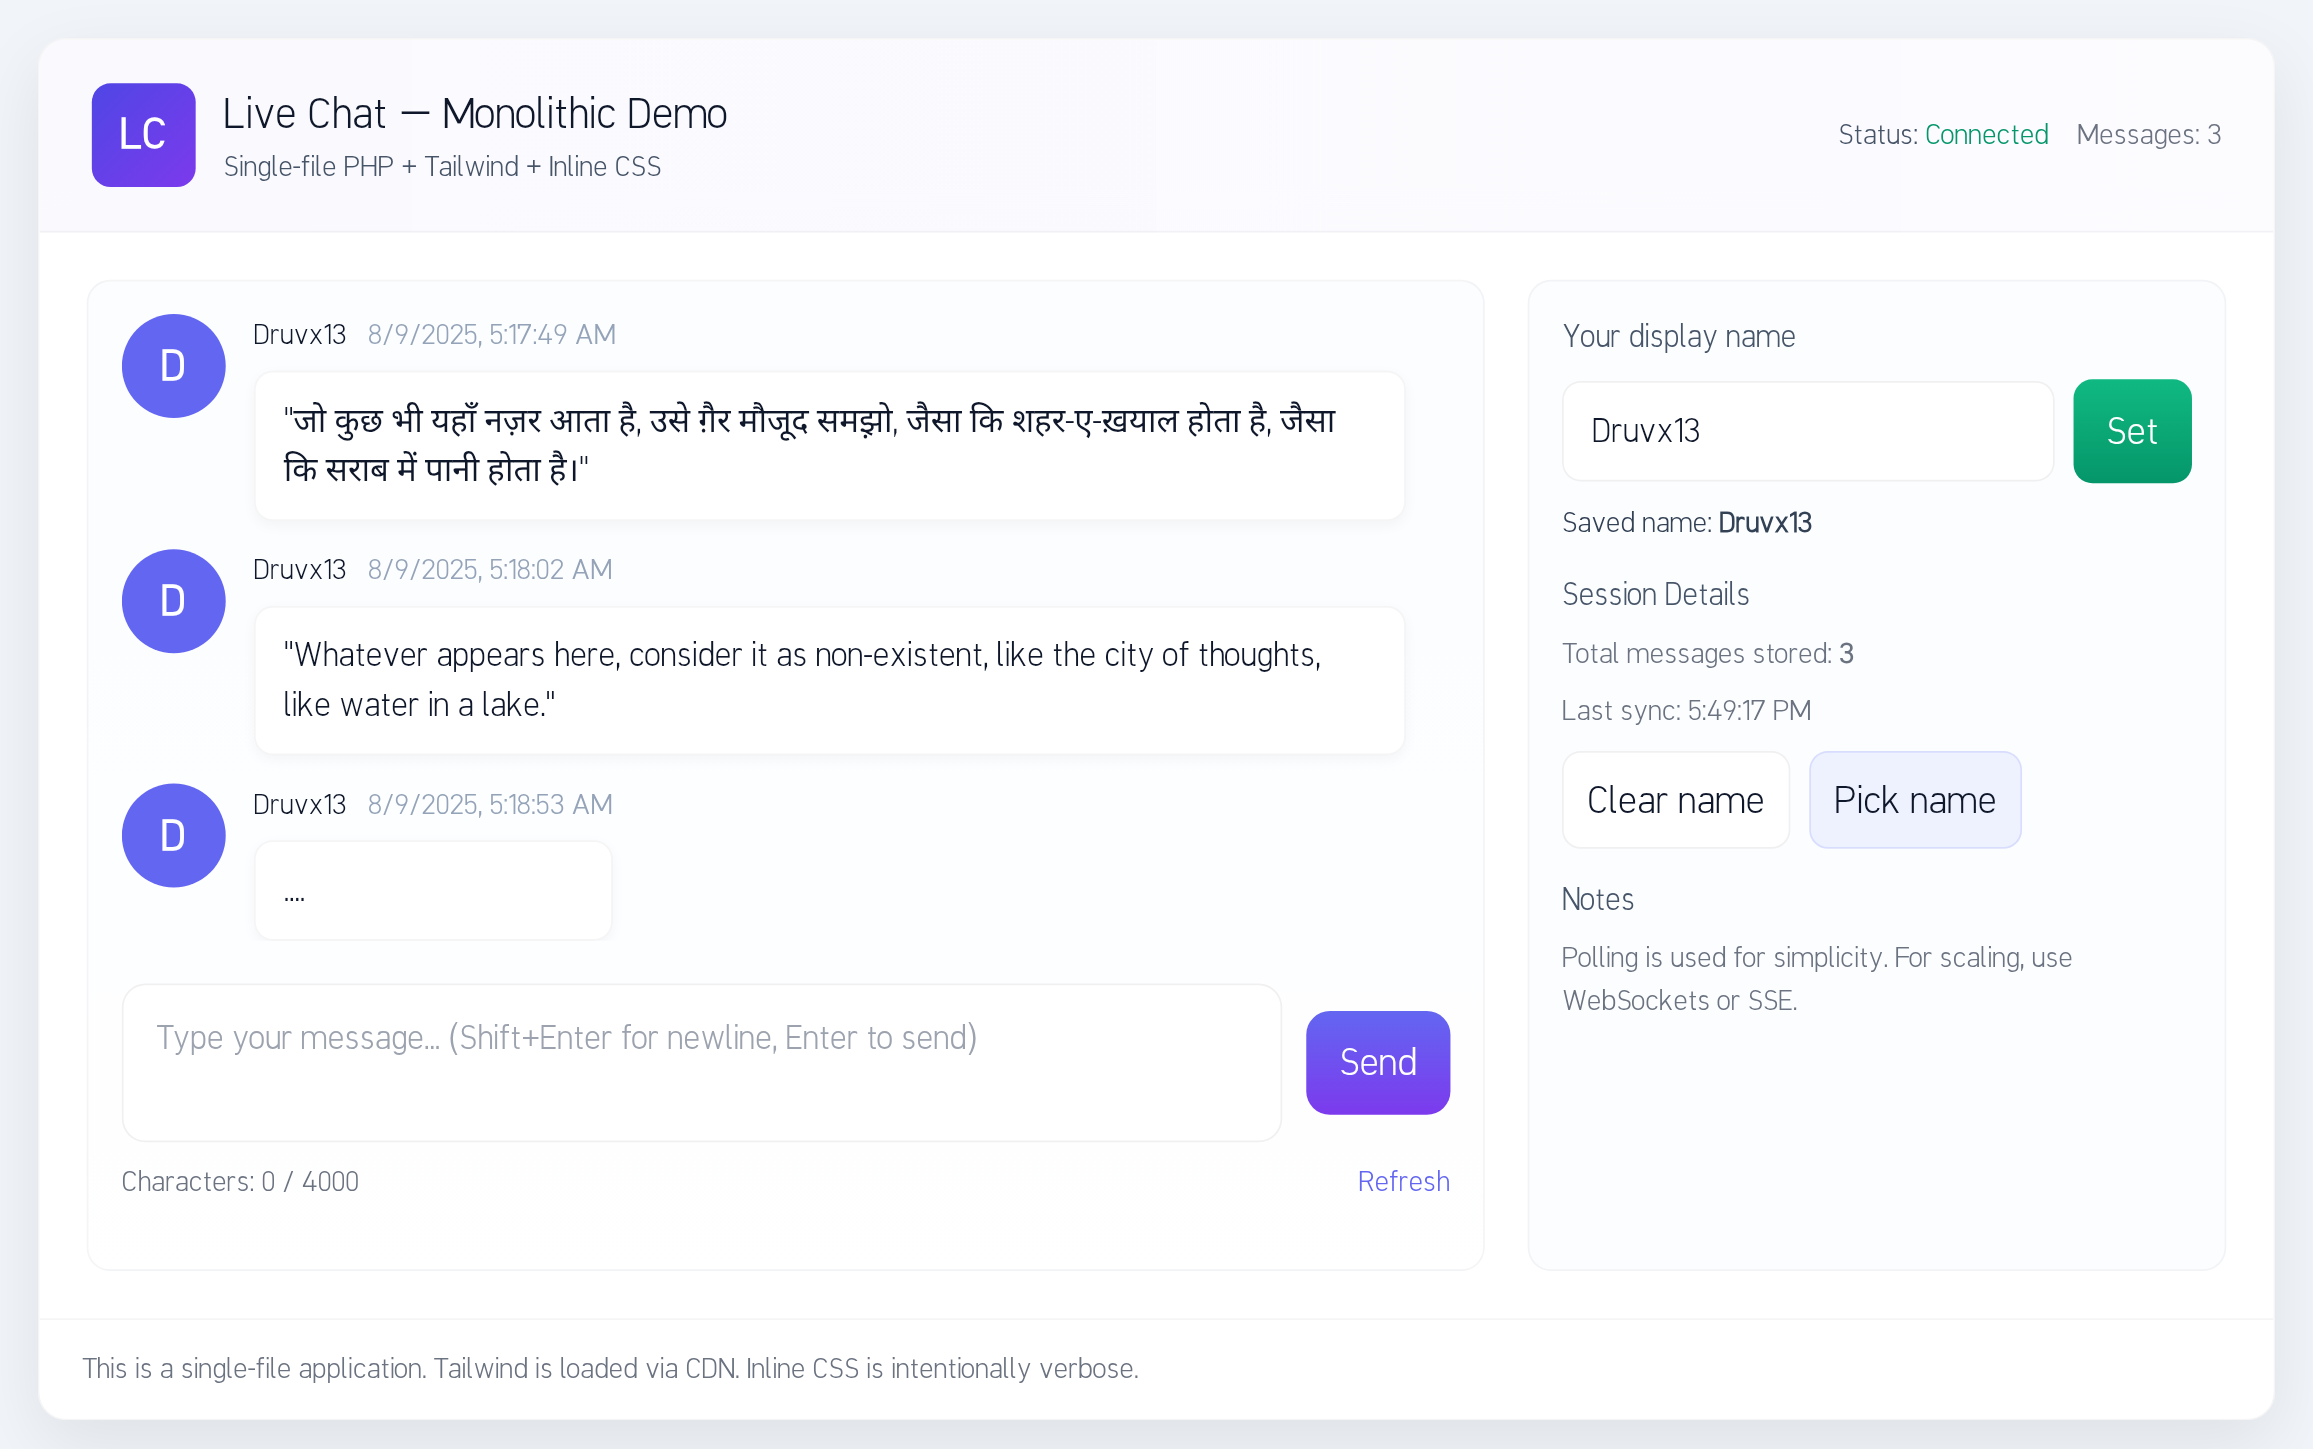 LC
Live Chat — Monolithic Demo
Single-file PHP + Tailwind + Inline CSS
Status: Connected Messages: 3
D
Druvx13 8/9/2025, 5:17:49 AM
"जो कुछ भी यहाँ नज़र आता है, उसे ग़ैर मौजूद समझो, जैसा कि शहर-ए-ख़याल होता है, जैसा
कि सराब में पानी होता है।"
D
Druvx13 8/9/2025, 5:18:02 AM
"Whatever appears here, consider it as non-existent, like the city of thoughts,
like water in a lake."
D
Druvx13 8/9/2025, 5:18:53 AM
....
Type your message... (Shift+Enter for newline, Enter to send)
Send
Characters: 0 / 4000
Refresh
Your display name
Druvx13
Set
Saved name: Druvx13
Session Details
Total messages stored: 3
Last sync: 5:49:17 PM
Clear name
Pick name
Notes
Polling is used for simplicity. For scaling, use
WebSockets or SSE.
This is a single-file application. Tailwind is loaded via CDN. Inline CSS is intentionally verbose.